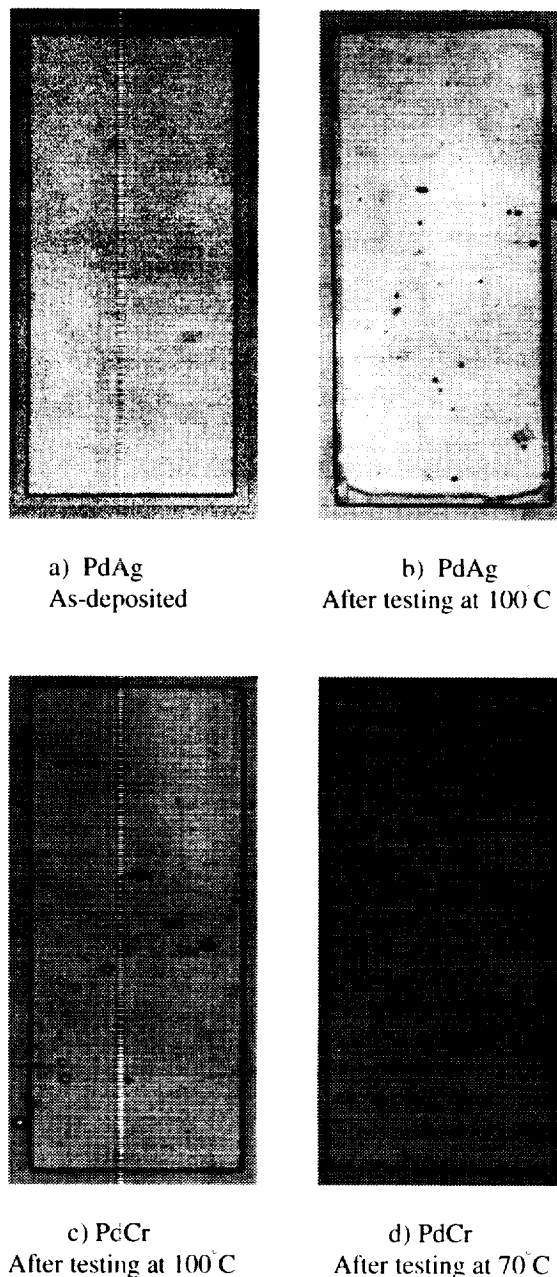 a) PdAg
As-deposited
b) PdAg
After testing at 100°C
c) PdCr
After testing at 100°C
d) PdCr
After testing at 70°C